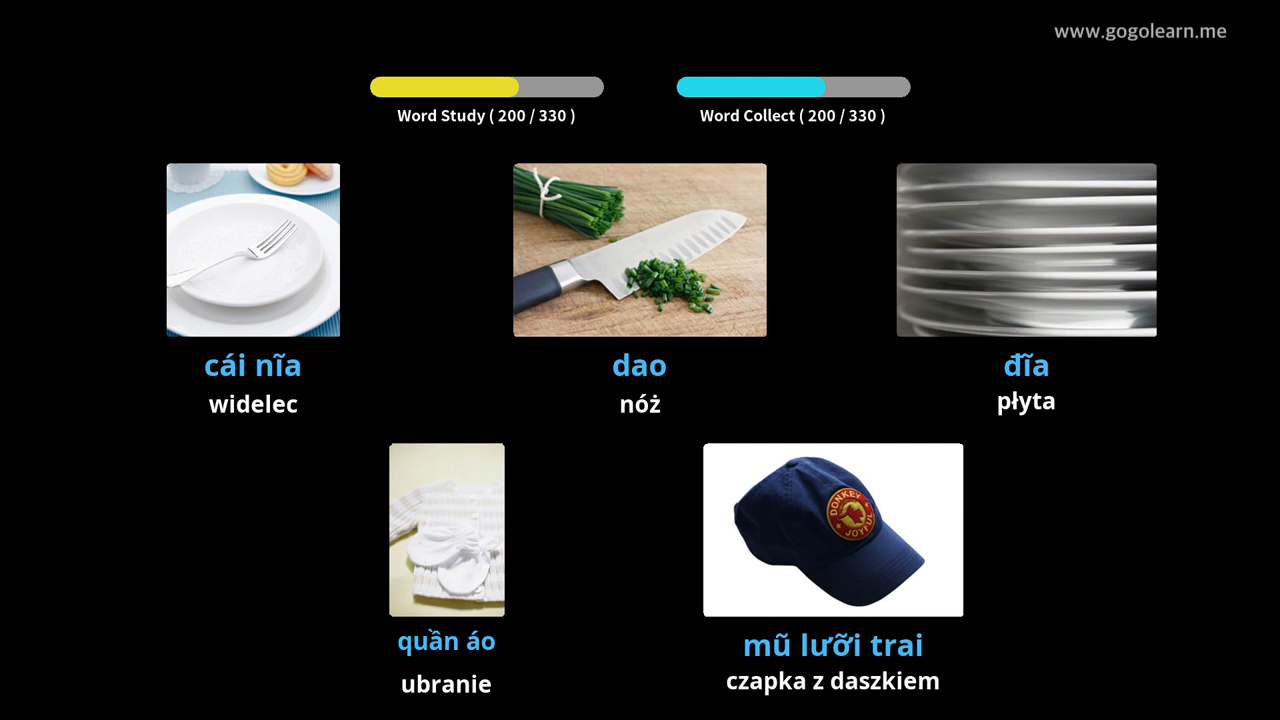 www.gogolearn.me
Word Study ( 200 / 330 )
Word Collect ( 200 / 330 )
cái nĩa
widelec
dao
nóż
đĩa
płyta
DONKEY
JOYFUL
quần áo
ubranie
mũ lưỡi trai
czapka z daszkiem